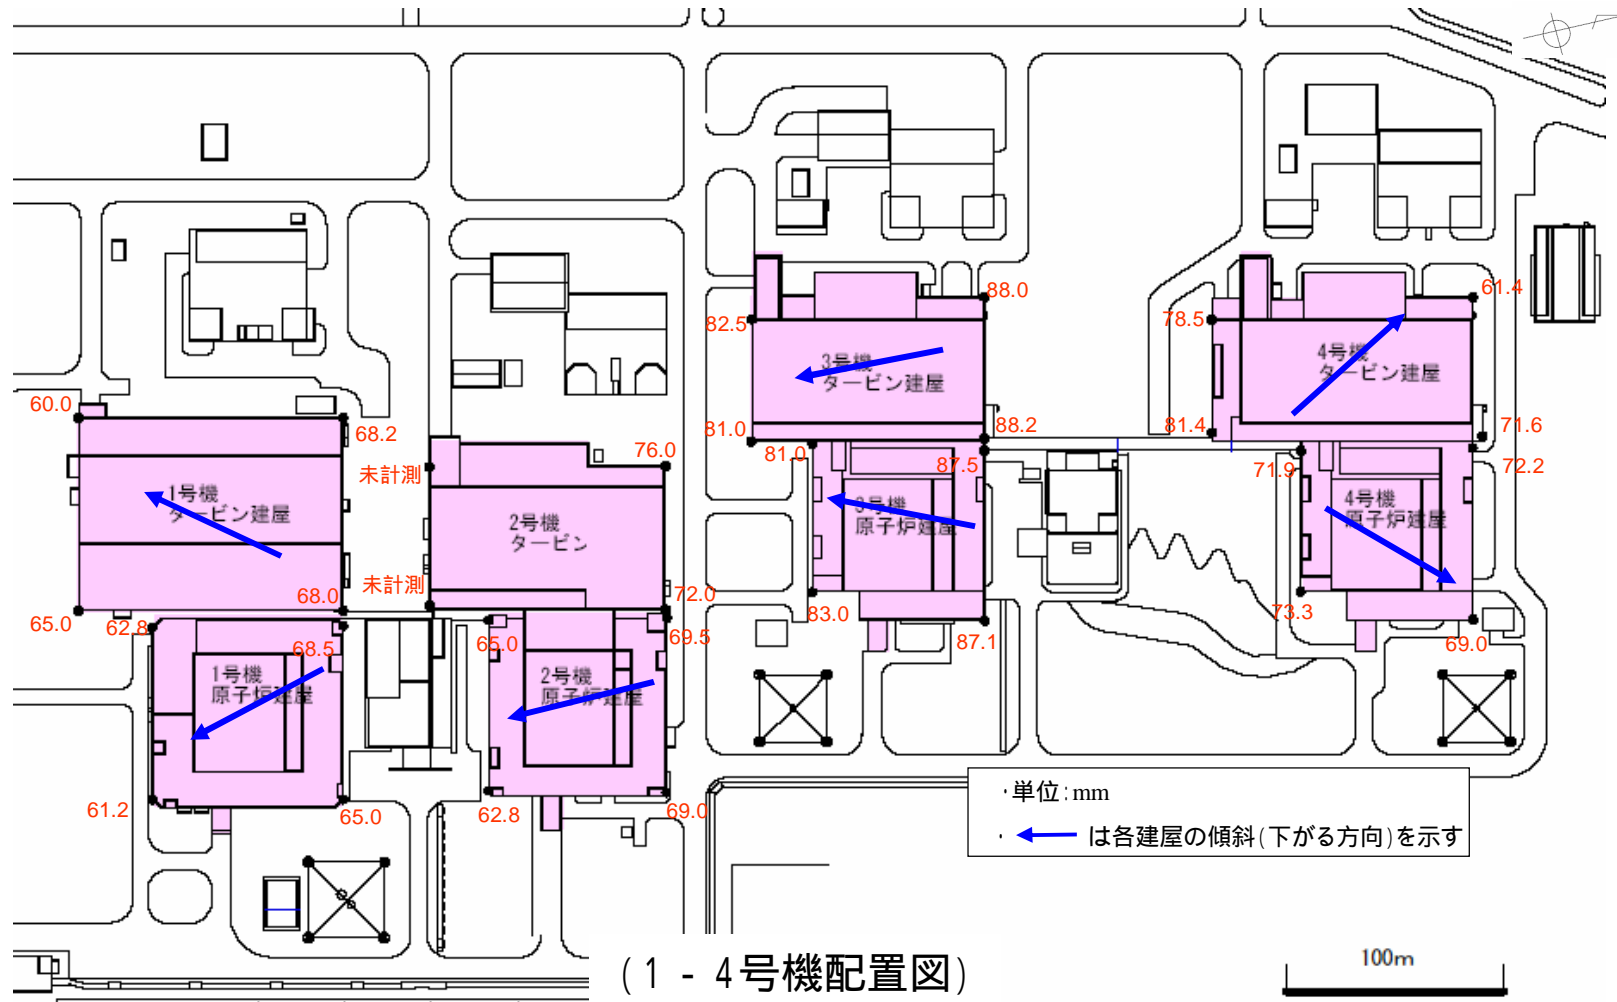 88.0
61.4
82.5
78.5
3号機
タービン建屋
4号機
タービン建屋
60.0
68.2
81.0
88.2
81.4
71.6
76.0
81.0
87.5
71.9
72.2
未計測
1号機
タービン建屋
2号機
タービン
3号機
原子炉建屋
4号機
原子炉建屋
未計測
68.0
72.0
65.0
62.8
83.0
73.3
65.0
69.5
87.1
69.0
68.5
1号機
原子炉建屋
2号機
原子炉建屋
61.2
65.0
62.8
69.0
・単位:mm
・ は各建屋の傾斜(下がる方向)を示す
(1-4号機配置図)
100m